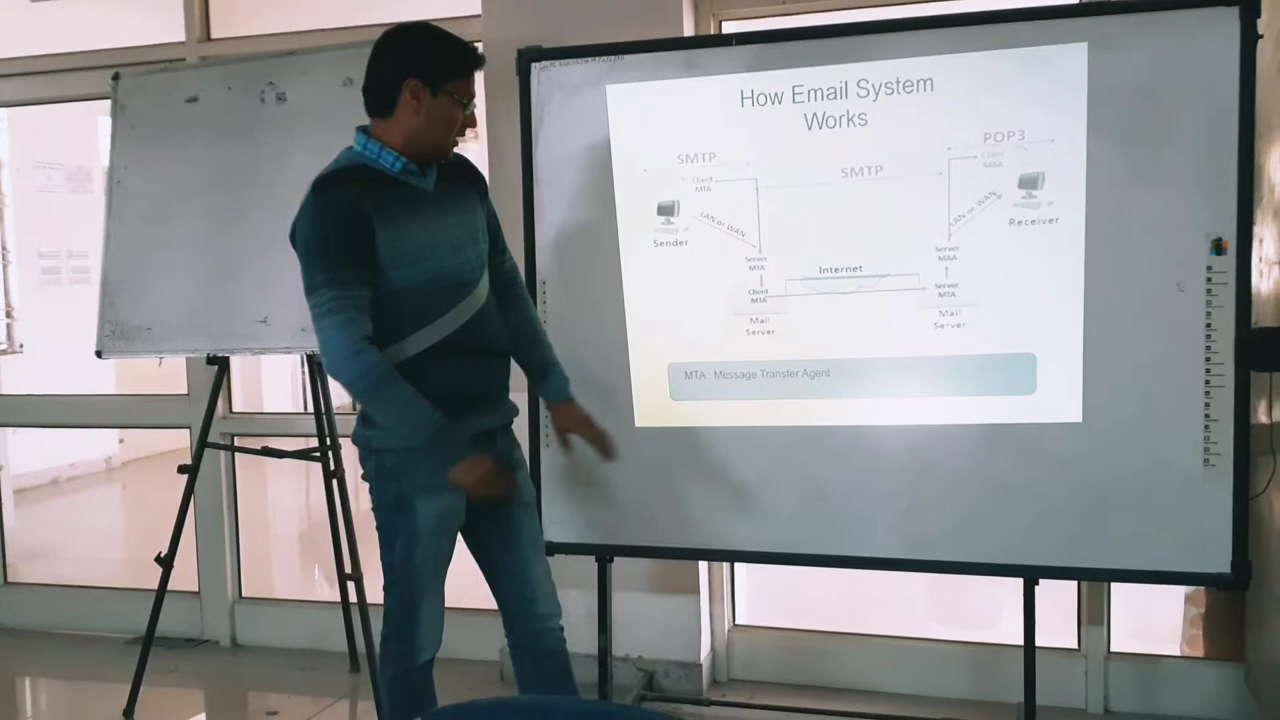 How Email System
Works
POP3
SMTP
SMTP
Client
MAA
Client
MTA
LAN or WAN
LAN or WAN
Sender
Receiver
Server
MTA
Server
MAA
Internet
Client
MTA
Server
MTA
Mail
Server
Mail
Server
MTA : Message Transfer Agent